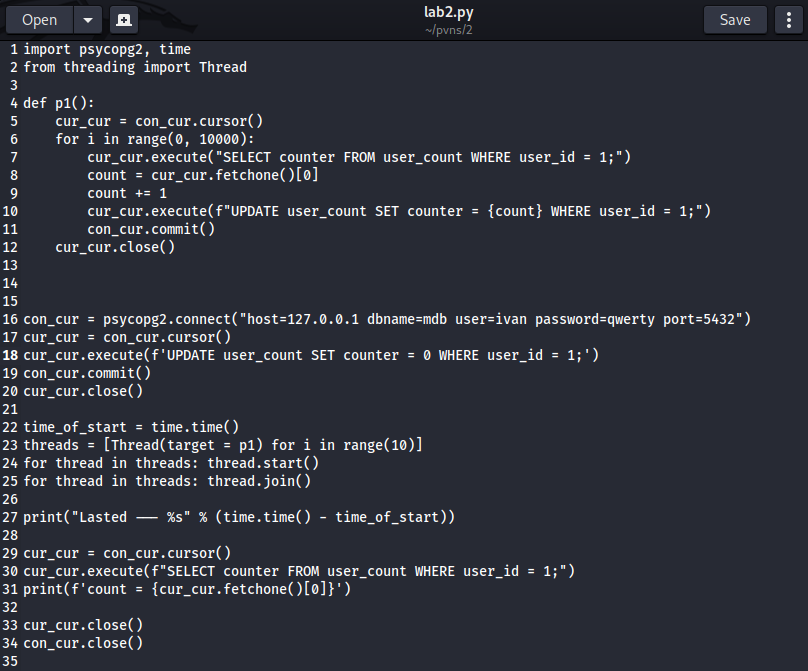 Open
lab2.py
~/pvns/2
Save
1 import psycopg2, time
2 from threading import Thread
3
4 def p1():
5     cur_cur = con_cur.cursor()
6     for i in range(0, 10000):
7         cur_cur.execute("SELECT counter FROM user_count WHERE user_id = 1;")
8         count = cur_cur.fetchone()[0]
9         count += 1
10         cur_cur.execute(f"UPDATE user_count SET counter = {count} WHERE user_id = 1;")
11         con_cur.commit()
12     cur_cur.close()
13
14
15
16 con_cur = psycopg2.connect("host=127.0.0.1 dbname=mdb user=ivan password=qwerty port=5432")
17 cur_cur = con_cur.cursor()
18 cur_cur.execute(f'UPDATE user_count SET counter = 0 WHERE user_id = 1;')
19 con_cur.commit()
20 cur_cur.close()
21
22 time_of_start = time.time()
23 threads = [Thread(target = p1) for i in range(10)]
24 for thread in threads: thread.start()
25 for thread in threads: thread.join()
26
27 print("Lasted --- %s" % (time.time() - time_of_start))
28
29 cur_cur = con_cur.cursor()
30 cur_cur.execute(f"SELECT counter FROM user_count WHERE user_id = 1;")
31 print(f'count = {cur_cur.fetchone()[0]}')
32
33 cur_cur.close()
34 con_cur.close()
35